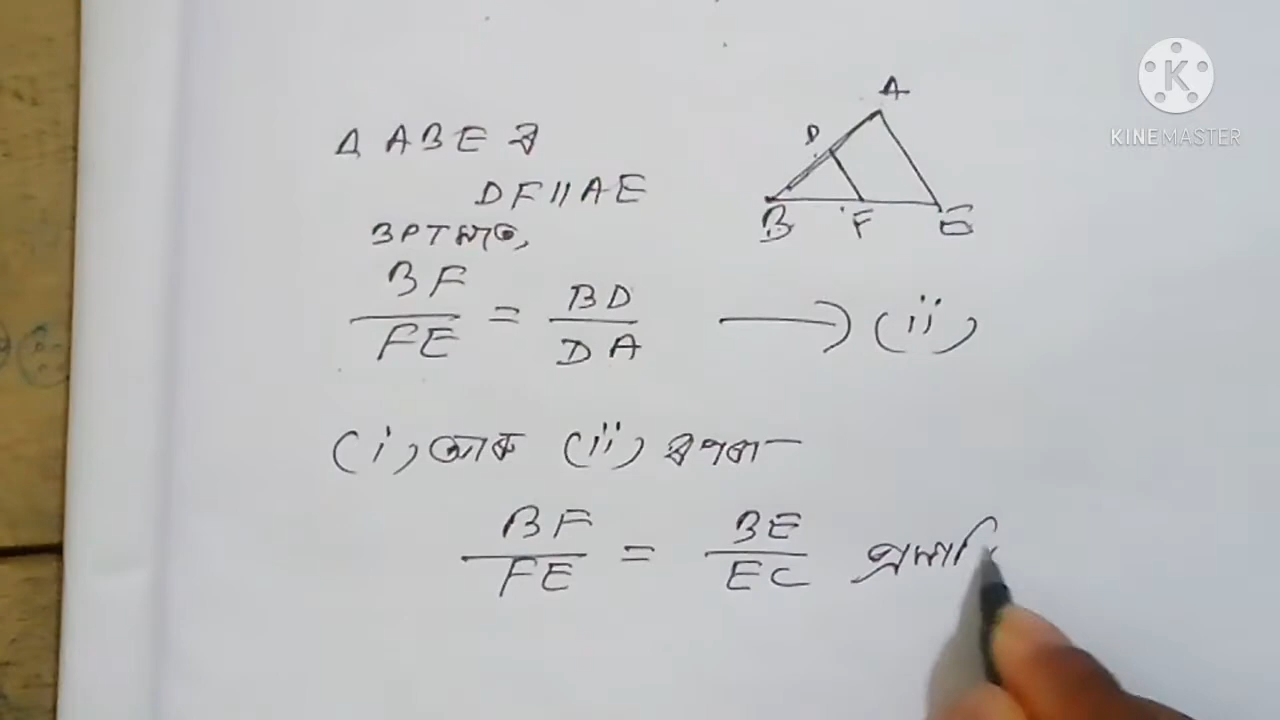 Δ ABE ৰ
DF || AE
BPT মতে,
BF/FE = BD/DA → (ii)
(i) আৰু (ii) ৰ পৰা
BF/FE = BE/EC প্ৰমাণি
A
D
B
F
E
K
KINEMASTER